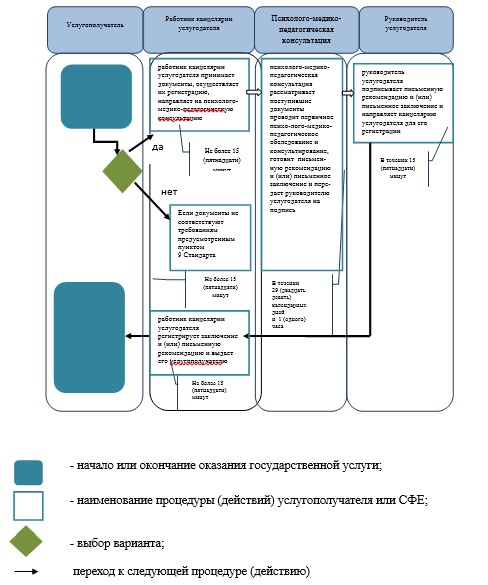 Услугополучатель
Работник канцелярии
услугодателя
Психолого-медико-
педагогическая
консультация
Руководитель
услугодателя
работник канцелярии
услугодателя принимает
документы, осуществляет
их регистрацию,
направляет на психолого-
медико-педагогическую
консультацию
да
Не более 15
(пятнадцати)
минут
психолого-медико-
педагогическая
консультация
рассматривает
поступившие
документы
проводит первичное
психо-лого-медико-
педагогическое
обследование и
консультирование,
готовит письмен-
ную рекомендацию
и (или) письменное
заключение и пере-
дает руководителю
услугодателя на
подпись
руководитель
услугодателя
подписывает письменную
рекомендацию и (или)
письменное заключение и
направляет канцелярию
услугодателя для его
регистрации
В течении 15
(пятнадцати)
минут
нет
Если документы не
соответствуют
требованиям
предусмотренным
пунктом
9 Стандарта
Не более 15
(пятнадцати)
минут
В течении
29 (двадцать
девять)
календарных
дней
и 1 (одного)
часа
работник канцелярии
услугодателя
регистрирует заключение
и (или) письменную
рекомендацию и выдает
его услугополучателю
Не более 15
(пятнадцати)
минут
- начало или окончание оказания государственной услуги;
- наименование процедуры (действий) услугополучателя или СФЕ;
- выбор варианта;
переход к следующей процедуре (действию)